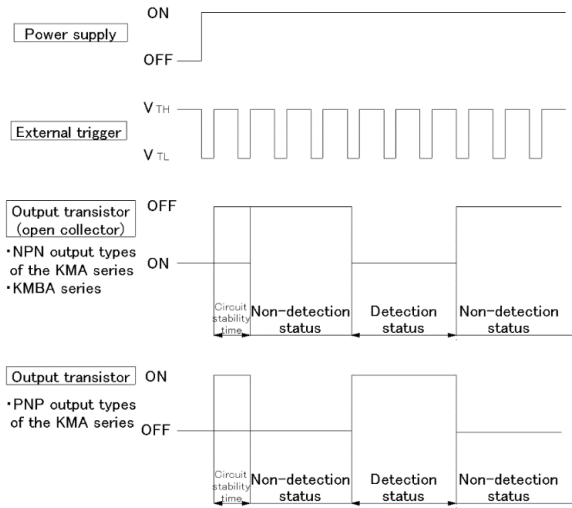 ON
Power supply
OFF
V TH
External trigger
V TL
Output transistor
(open collector)
OFF
・NPN output types
of the KMA series
・KMBA series
ON
Circuit
stability
time
Non-detection
status
Detection
status
Non-detection
status
Output transistor
ON
・PNP output types
of the KMA series
OFF
Circuit
stability
time
Non-detection
status
Detection
status
Non-detection
status